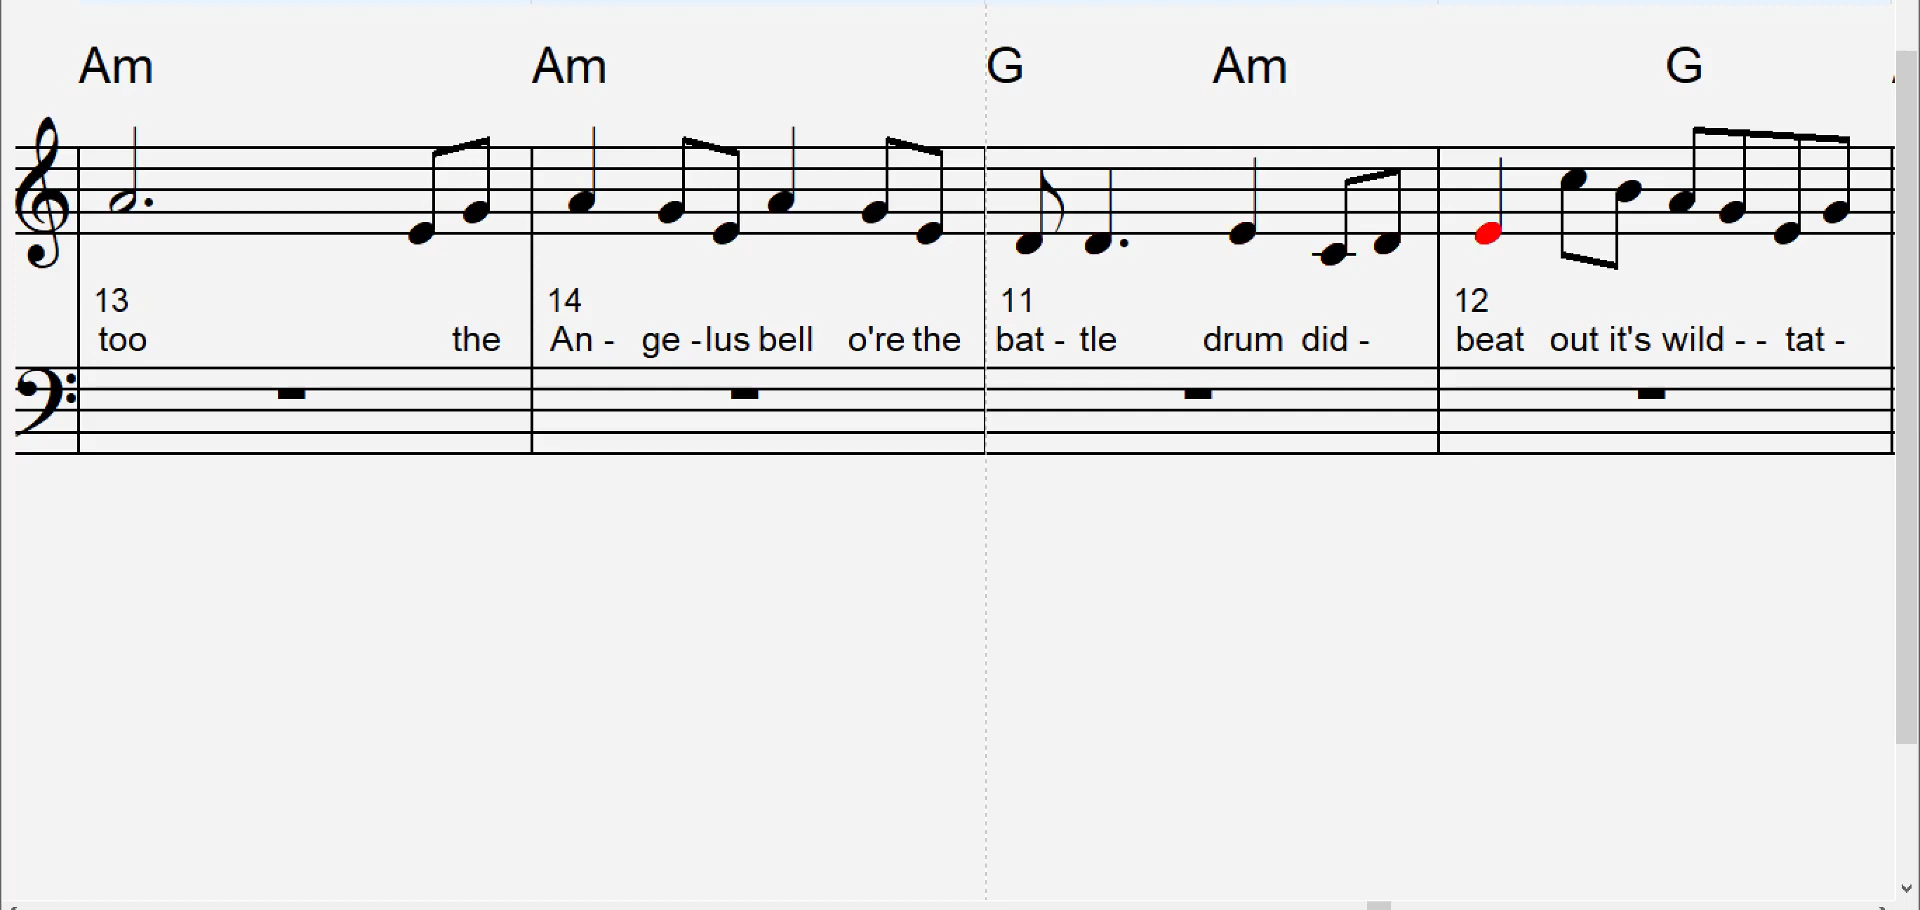 Am Am G Am G
13 14 11 12
too the An - ge -lus bell o're the bat - tle drum did - beat out it's wild - - tat -